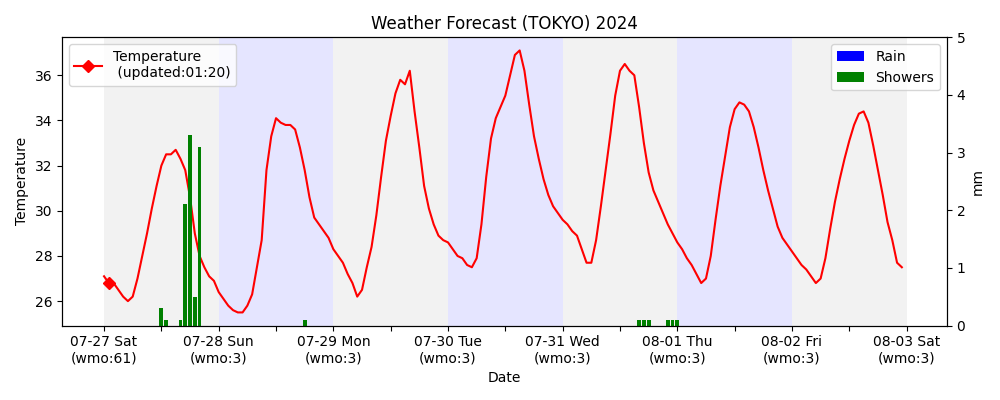 Weather Forecast (TOKYO) 2024
Temperature
(updated:01:20)
Rain
Showers
Temperature
36
34
32
30
28
26
5
4
3
2
1
0
mm
07-27 Sat
(wmo:61)
07-28 Sun
(wmo:3)
07-29 Mon
(wmo:3)
07-30 Tue
(wmo:3)
07-31 Wed
(wmo:3)
08-01 Thu
(wmo:3)
08-02 Fri
(wmo:3)
08-03 Sat
(wmo:3)
Date